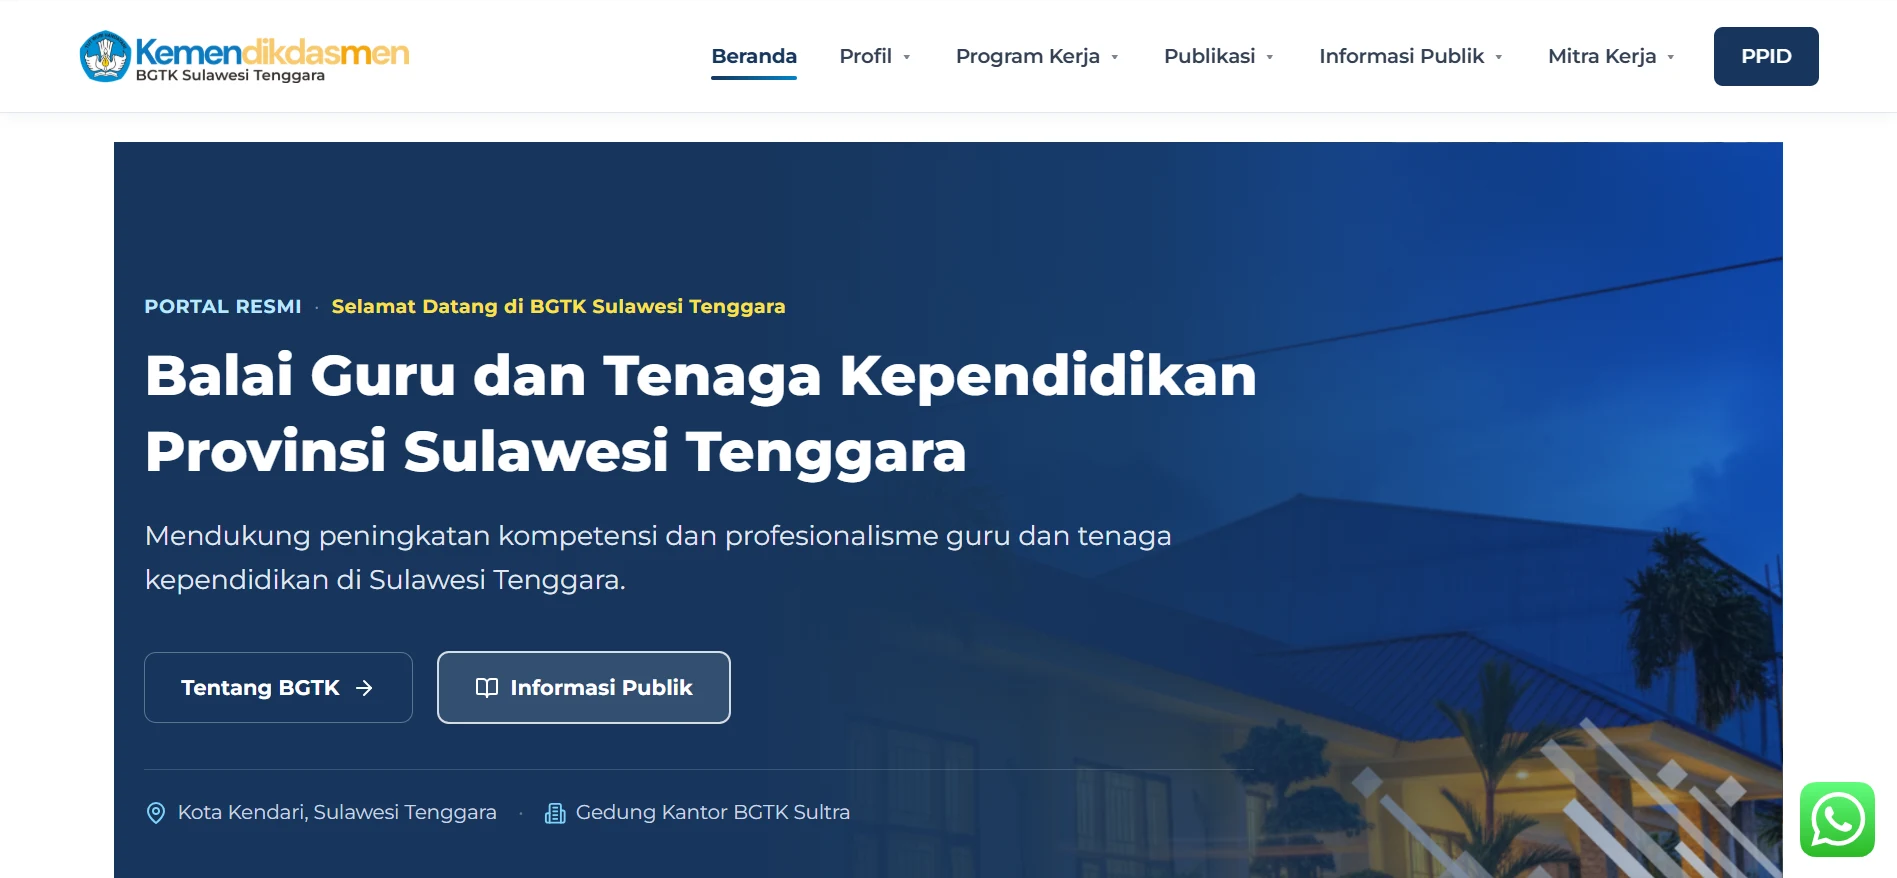 Kemendikdasmen
BGTK Sulawesi Tenggara
Beranda
Profil
Program Kerja
Publikasi
Informasi Publik
Mitra Kerja
PPID
PORTAL RESMI · Selamat Datang di BGTK Sulawesi Tenggara
Balai Guru dan Tenaga Kependidikan
Provinsi Sulawesi Tenggara
Mendukung peningkatan kompetensi dan profesionalisme guru dan tenaga
kependidikan di Sulawesi Tenggara.
Tentang BGTK →
Informasi Publik
Kota Kendari, Sulawesi Tenggara · Gedung Kantor BGTK Sultra